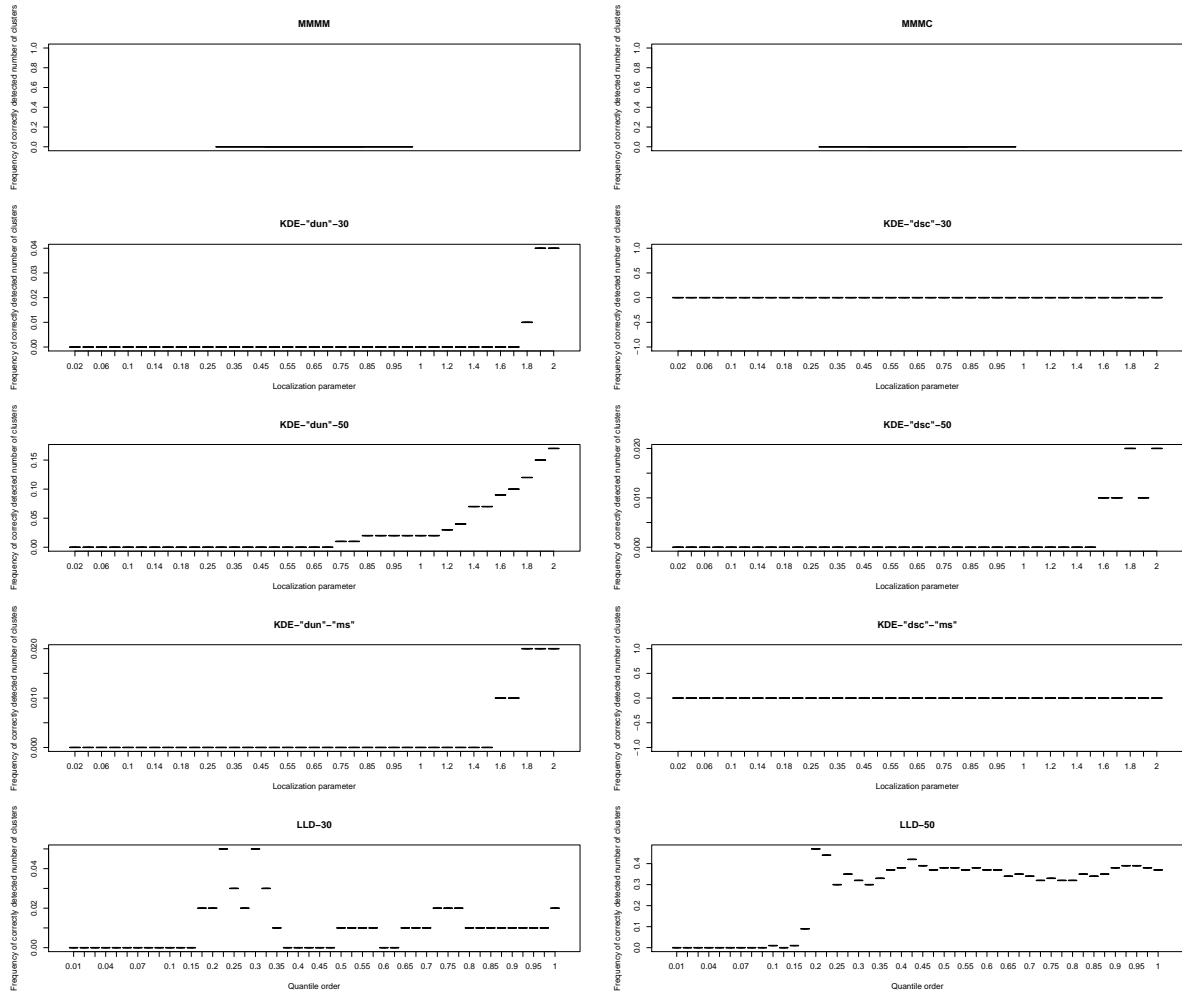 MMMM
Frequency of correctly detected number of clusters
0.0 0.2 0.4 0.6 0.8 1.0
MMMC
Frequency of correctly detected number of clusters
0.0 0.2 0.4 0.6 0.8 1.0
KDE−"dun"−30
Frequency of correctly detected number of clusters
0.00 0.01 0.02 0.03 0.04
0.02 0.06 0.1 0.14 0.18 0.25 0.35 0.45 0.55 0.65 0.75 0.85 0.95 1 1.2 1.4 1.6 1.8 2
Localization parameter
KDE−"dsc"−30
Frequency of correctly detected number of clusters
−1.0 −0.5 0.0 0.5 1.0
0.02 0.06 0.1 0.14 0.18 0.25 0.35 0.45 0.55 0.65 0.75 0.85 0.95 1 1.2 1.4 1.6 1.8 2
Localization parameter
KDE−"dun"−50
Frequency of correctly detected number of clusters
0.00 0.05 0.10 0.15
0.02 0.06 0.1 0.14 0.18 0.25 0.35 0.45 0.55 0.65 0.75 0.85 0.95 1 1.2 1.4 1.6 1.8 2
Localization parameter
KDE−"dsc"−50
Frequency of correctly detected number of clusters
0.000 0.010 0.020
0.02 0.06 0.1 0.14 0.18 0.25 0.35 0.45 0.55 0.65 0.75 0.85 0.95 1 1.2 1.4 1.6 1.8 2
Localization parameter
KDE−"dun"−"ms"
Frequency of correctly detected number of clusters
0.000 0.010 0.020
0.02 0.06 0.1 0.14 0.18 0.25 0.35 0.45 0.55 0.65 0.75 0.85 0.95 1 1.2 1.4 1.6 1.8 2
Localization parameter
KDE−"dsc"−"ms"
Frequency of correctly detected number of clusters
−1.0 −0.5 0.0 0.5 1.0
0.02 0.06 0.1 0.14 0.18 0.25 0.35 0.45 0.55 0.65 0.75 0.85 0.95 1 1.2 1.4 1.6 1.8 2
Localization parameter
LLD−30
Frequency of correctly detected number of clusters
0.00 0.02 0.04
0.01 0.04 0.07 0.1 0.15 0.2 0.25 0.3 0.35 0.4 0.45 0.5 0.55 0.6 0.65 0.7 0.75 0.8 0.85 0.9 0.95 1
Quantile order
LLD−50
Frequency of correctly detected number of clusters
0.0 0.1 0.2 0.3 0.4
0.01 0.04 0.07 0.1 0.15 0.2 0.25 0.3 0.35 0.4 0.45 0.5 0.55 0.6 0.65 0.7 0.75 0.8 0.85 0.9 0.95 1
Quantile order